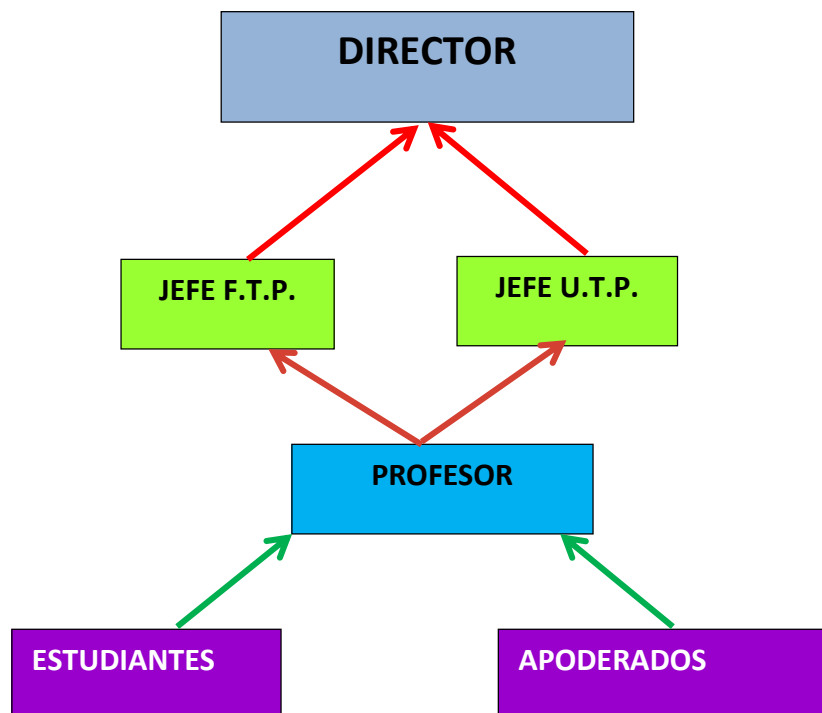 DIRECTOR
JEFE F.T.P.
JEFE U.T.P.
PROFESOR
ESTUDIANTES
APODERADOS